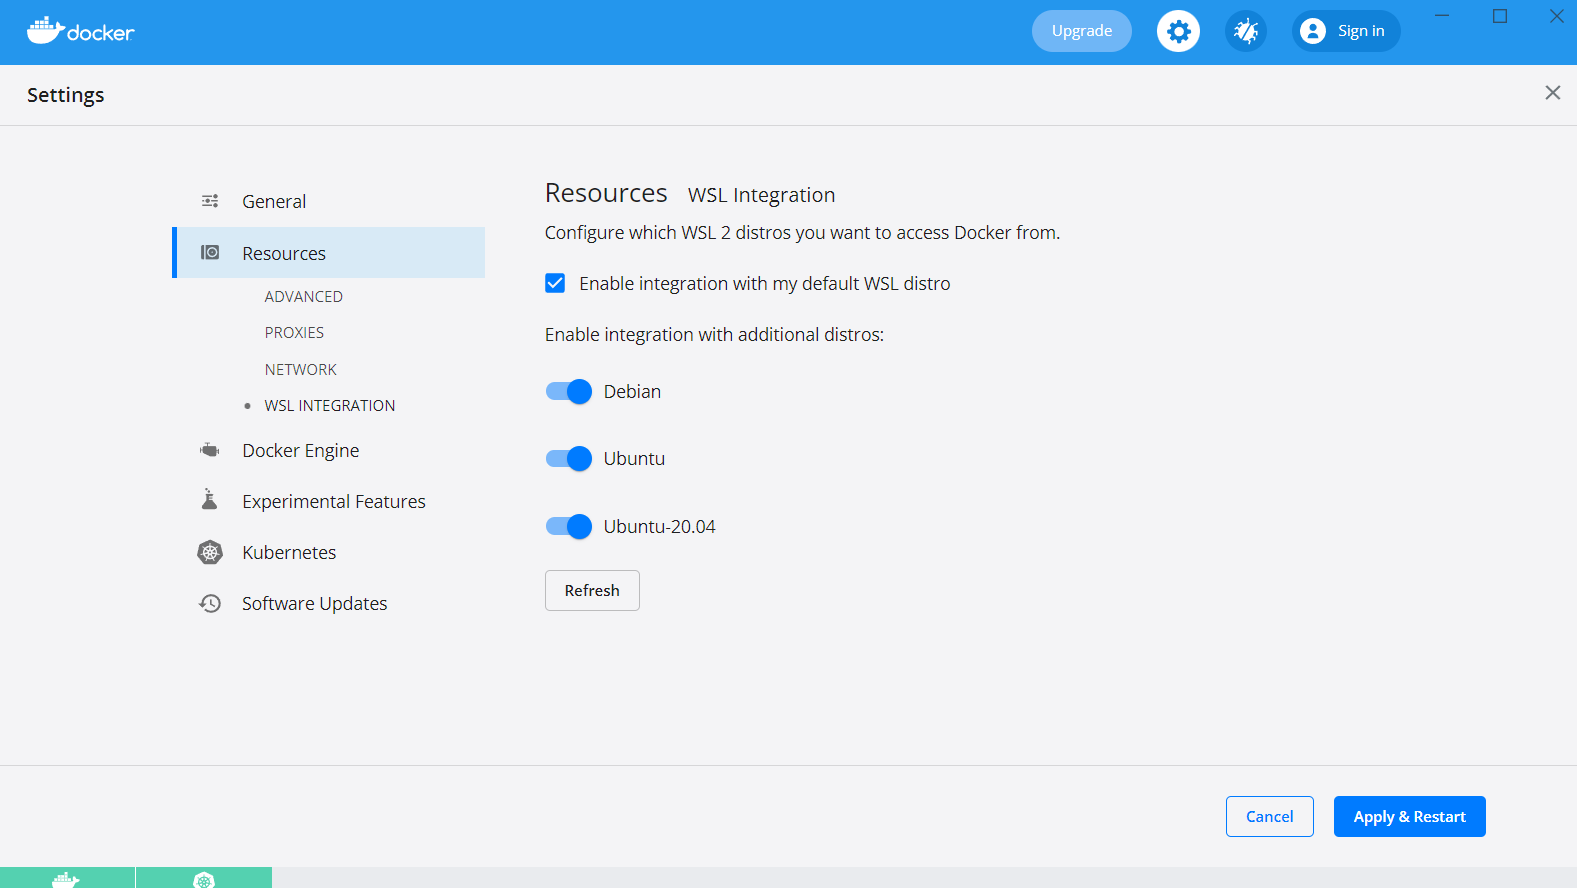 docker
Upgrade
Sign in
Settings
General
Resources
ADVANCED
PROXIES
NETWORK
WSL INTEGRATION
Docker Engine
Experimental Features
Kubernetes
Software Updates
Resources WSL Integration
Configure which WSL 2 distros you want to access Docker from.
Enable integration with my default WSL distro
Enable integration with additional distros:
Debian
Ubuntu
Ubuntu-20.04
Refresh
Cancel
Apply & Restart